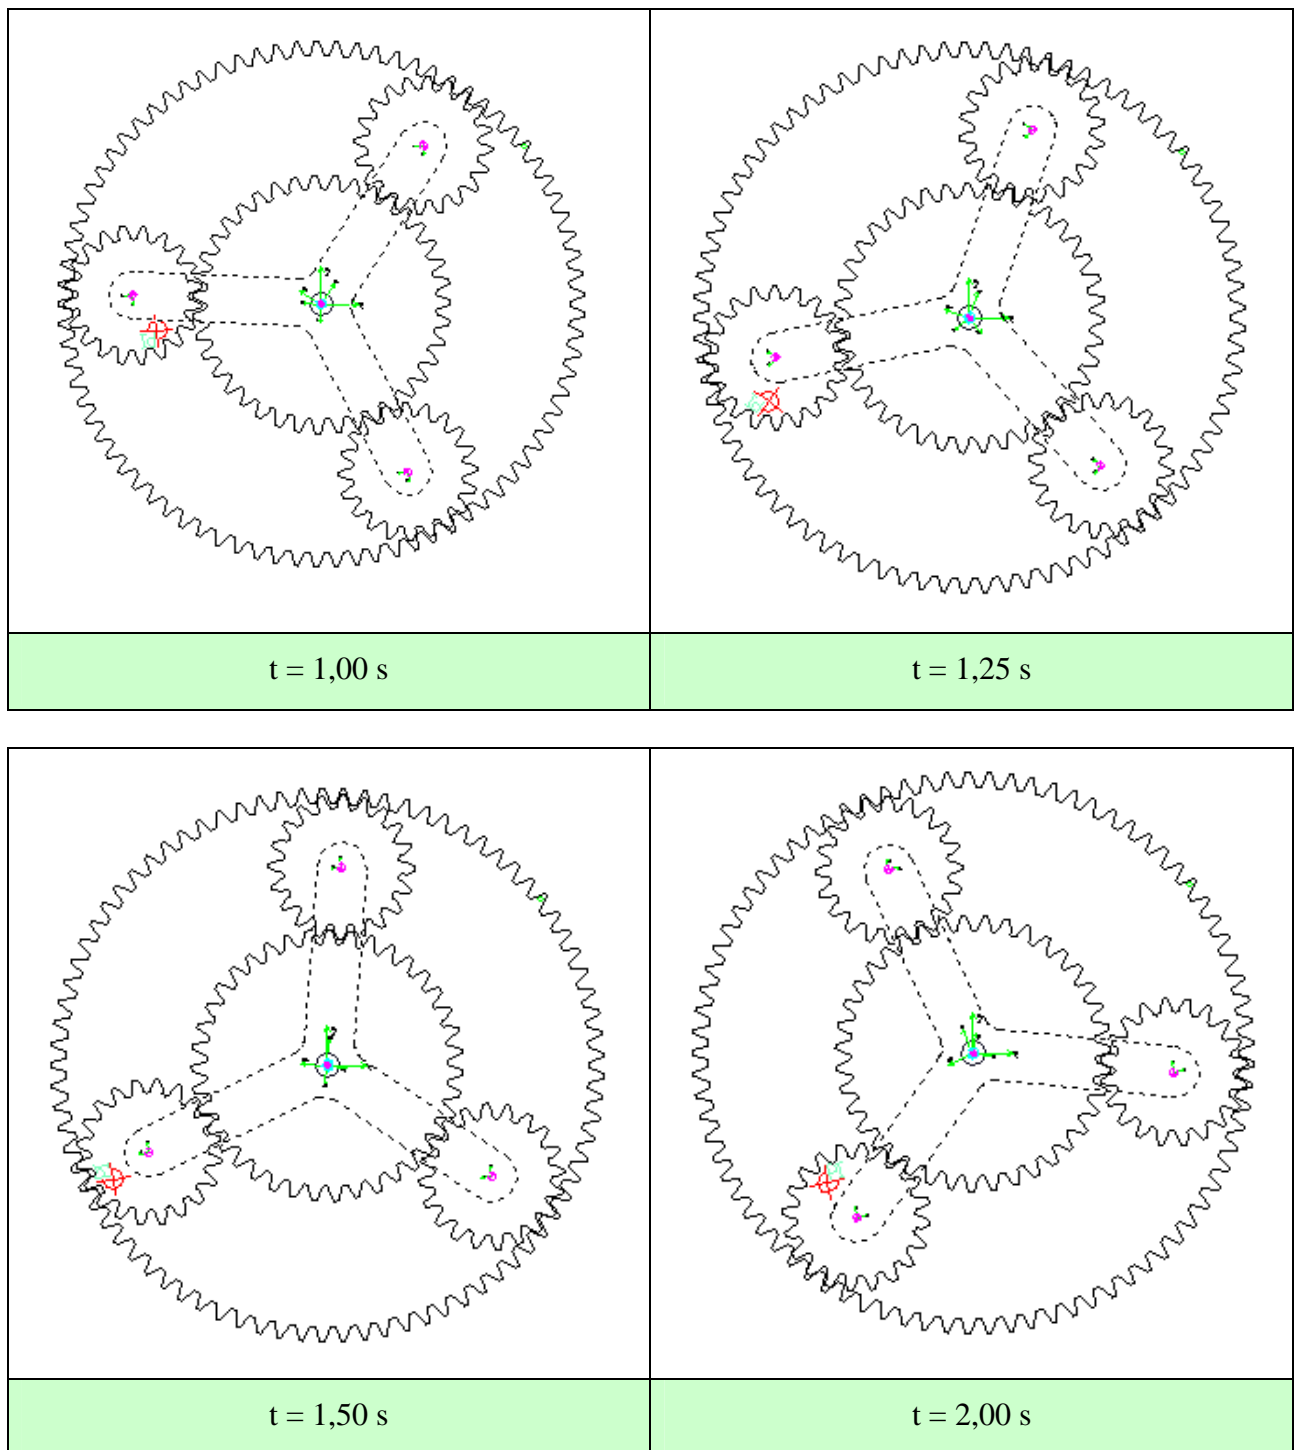 t = 1,00 s
t = 1,25 s
t = 1,50 s
t = 2,00 s